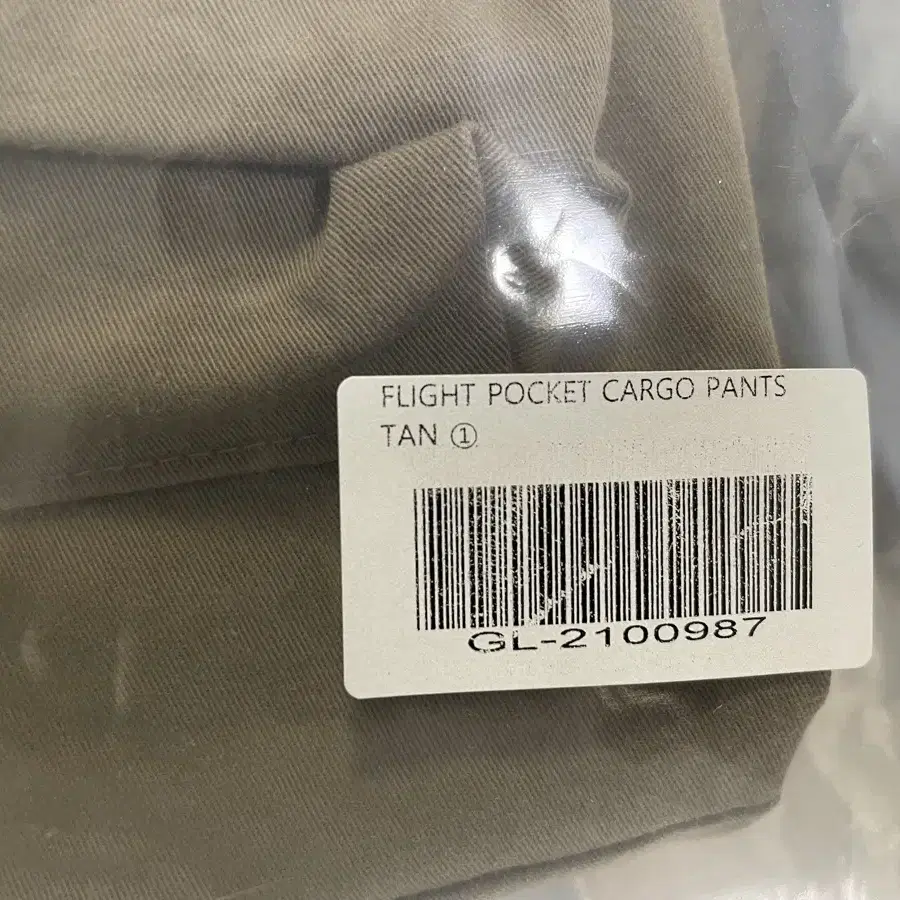 FLIGHT POCKET CARGO PANTS
TAN ①
GL-2100987